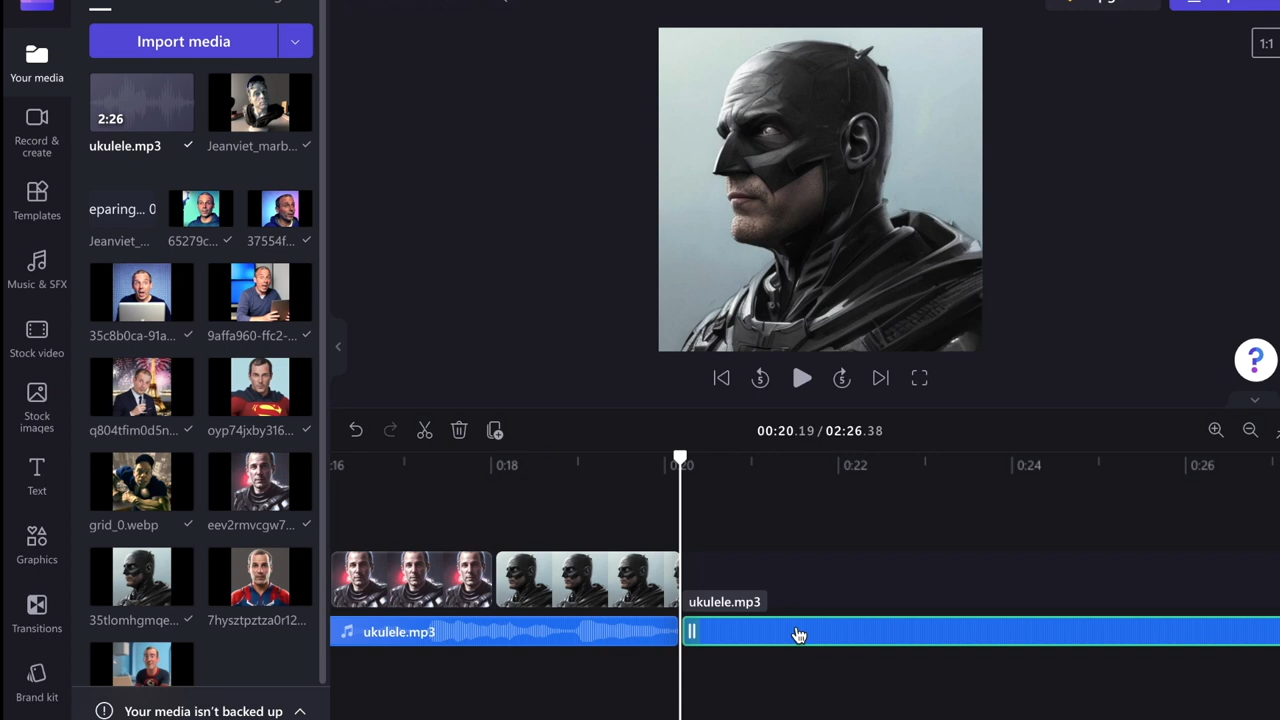 Import media
1:1
Your media
2:26
ukulele.mp3
Jeanviet_marb...
Record &
create
Templates
eparing... 0
Jeanviet_...
65279c...
37554f...
Music & SFX
35c8b0ca-91a...
9affa960-ffc2-...
Stock video
5
5
?
Stock
images
q804tfim0d5n...
oyp74jxby316...
00:20.19 / 02:26.38
:16
0:18
0:20
0:22
0:24
0:26
Text
grid_0.webp
eev2rmvcgw7...
Graphics
ukulele.mp3
35tlomhgmqe...
7hysztpztza0r12...
Transitions
ukulele.mp3
Brand kit
Your media isn't backed up